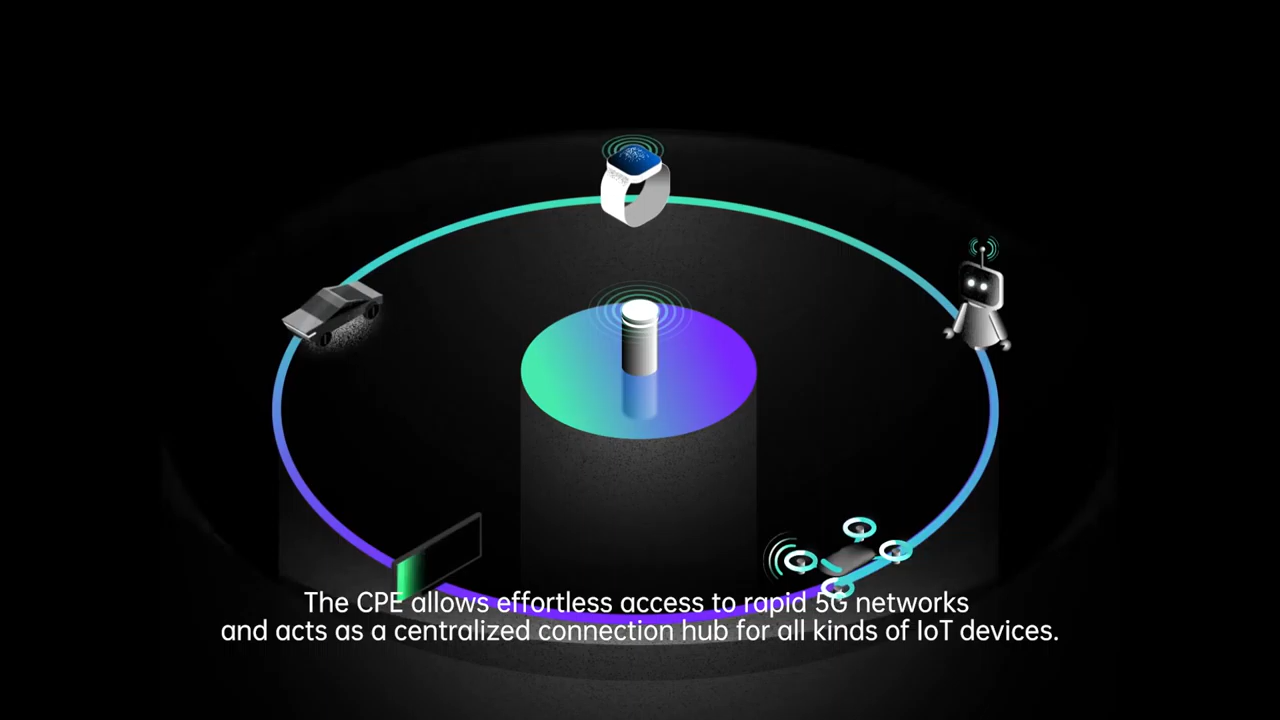 The CPE allows effortless access to rapid 5G networks
and acts as a centralized connection hub for all kinds of IoT devices.